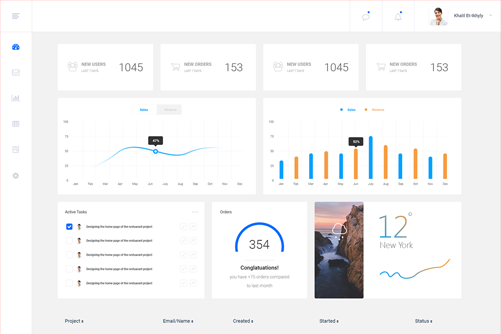 Khalil El-Ibhyly
NEW USERS
LAST 7 DAYS
1045
NEW ORDERS
LAST 7 DAYS
153
NEW USERS
LAST 7 DAYS
1045
NEW ORDERS
LAST 7 DAYS
153
Sales
100
75
50
25
0
47%
Jan Feb Mar Apr May Jun July Aug Sep Oct Nov Dec
Sales
100
75
50
25
0
Jan Feb Mar Apr May Jun July Aug Sep Oct Nov Dec
Active Tasks
Designing the home page of the restaurant project
Designing the home page of the restaurant project
Designing the home page of the restaurant project
Designing the home page of the restaurant project
Designing the home page of the restaurant project
Orders
354
Conglatuations!
you have +73 orders compared
to last month
12°
New York
Project Email/Name Created Started Status